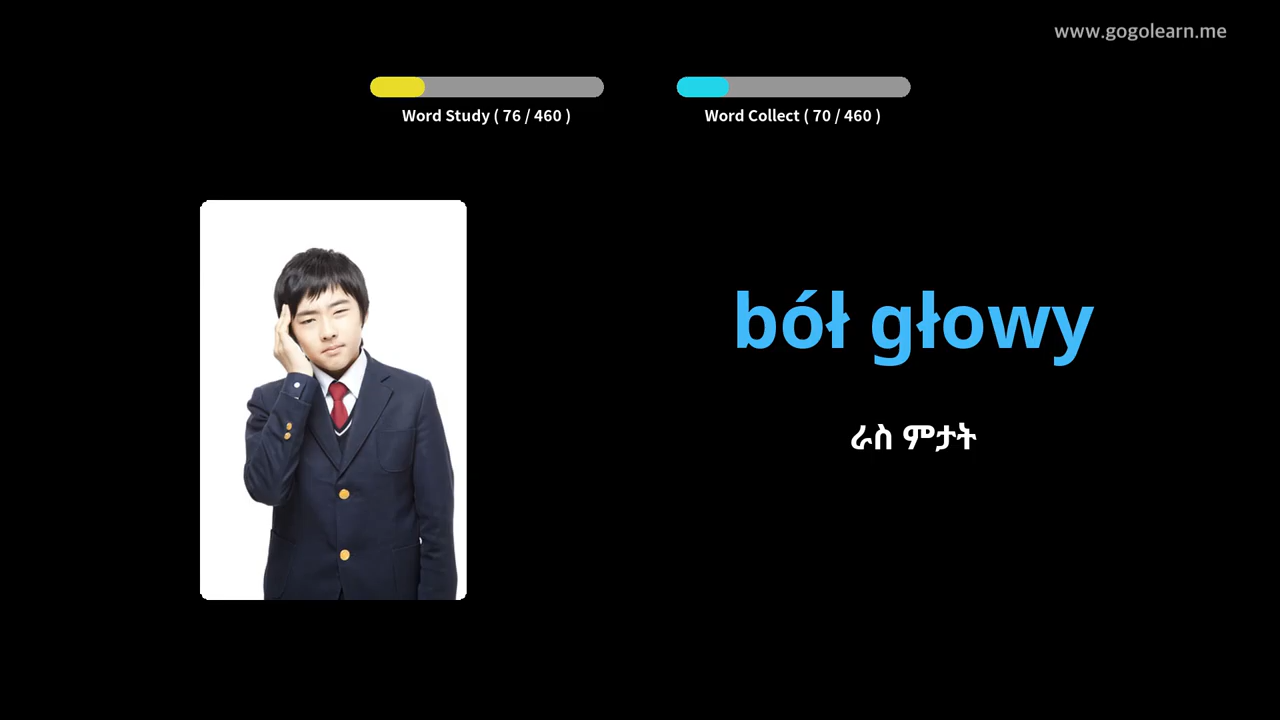 www.gogolearn.me
Word Study ( 76 / 460 )
Word Collect ( 70 / 460 )
ból głowy
ራስ ምታት